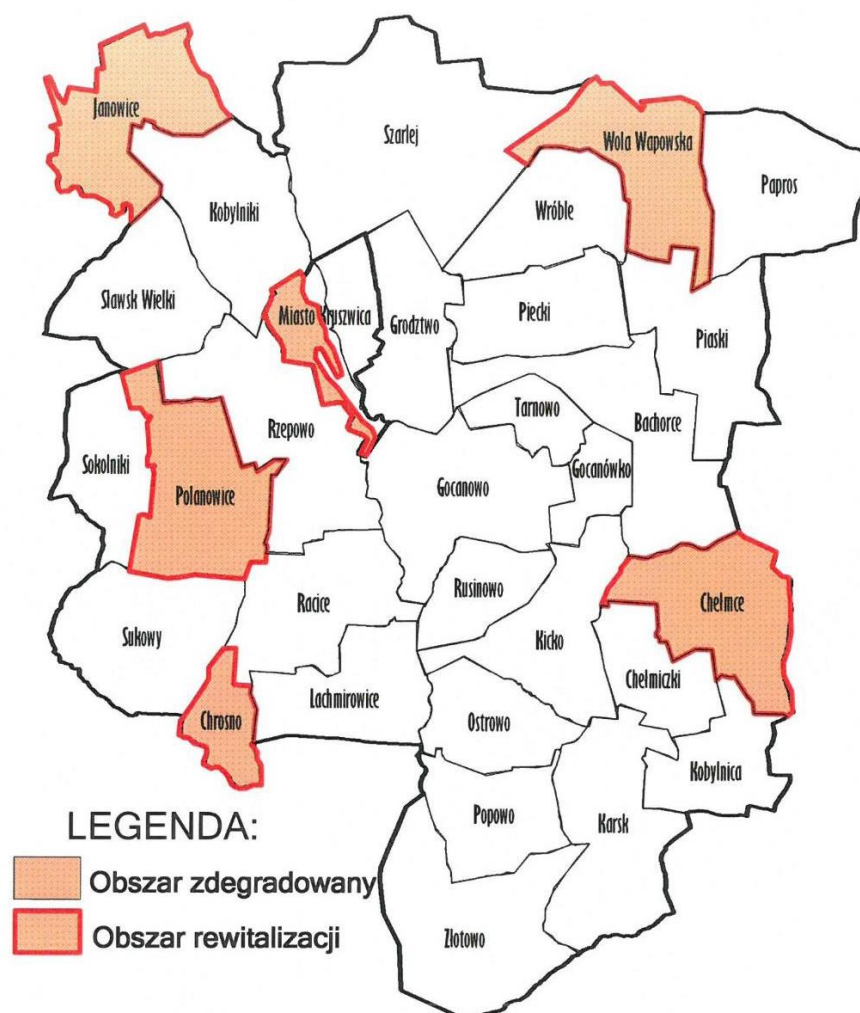 Janowice
Szarlej
Wola Wapowska
Papros
Kobylniki
Wróble
Sławsk Wielki
Miasto Kruszwica
Grodztwo
Piecki
Piaski
Tarnowo
Bachorce
Rzepowo
Sokolniki
Polanowice
Gocanowo
Gocanówko
Rusinowo
Chełmce
Racice
Sukowy
Kicko
Chełmiczki
Lachmirowice
Chrosno
Ostrowo
Kobylnica
Popowo
Karsk
Złotowo
LEGENDA:
Obszar zdegradowany
Obszar rewitalizacji